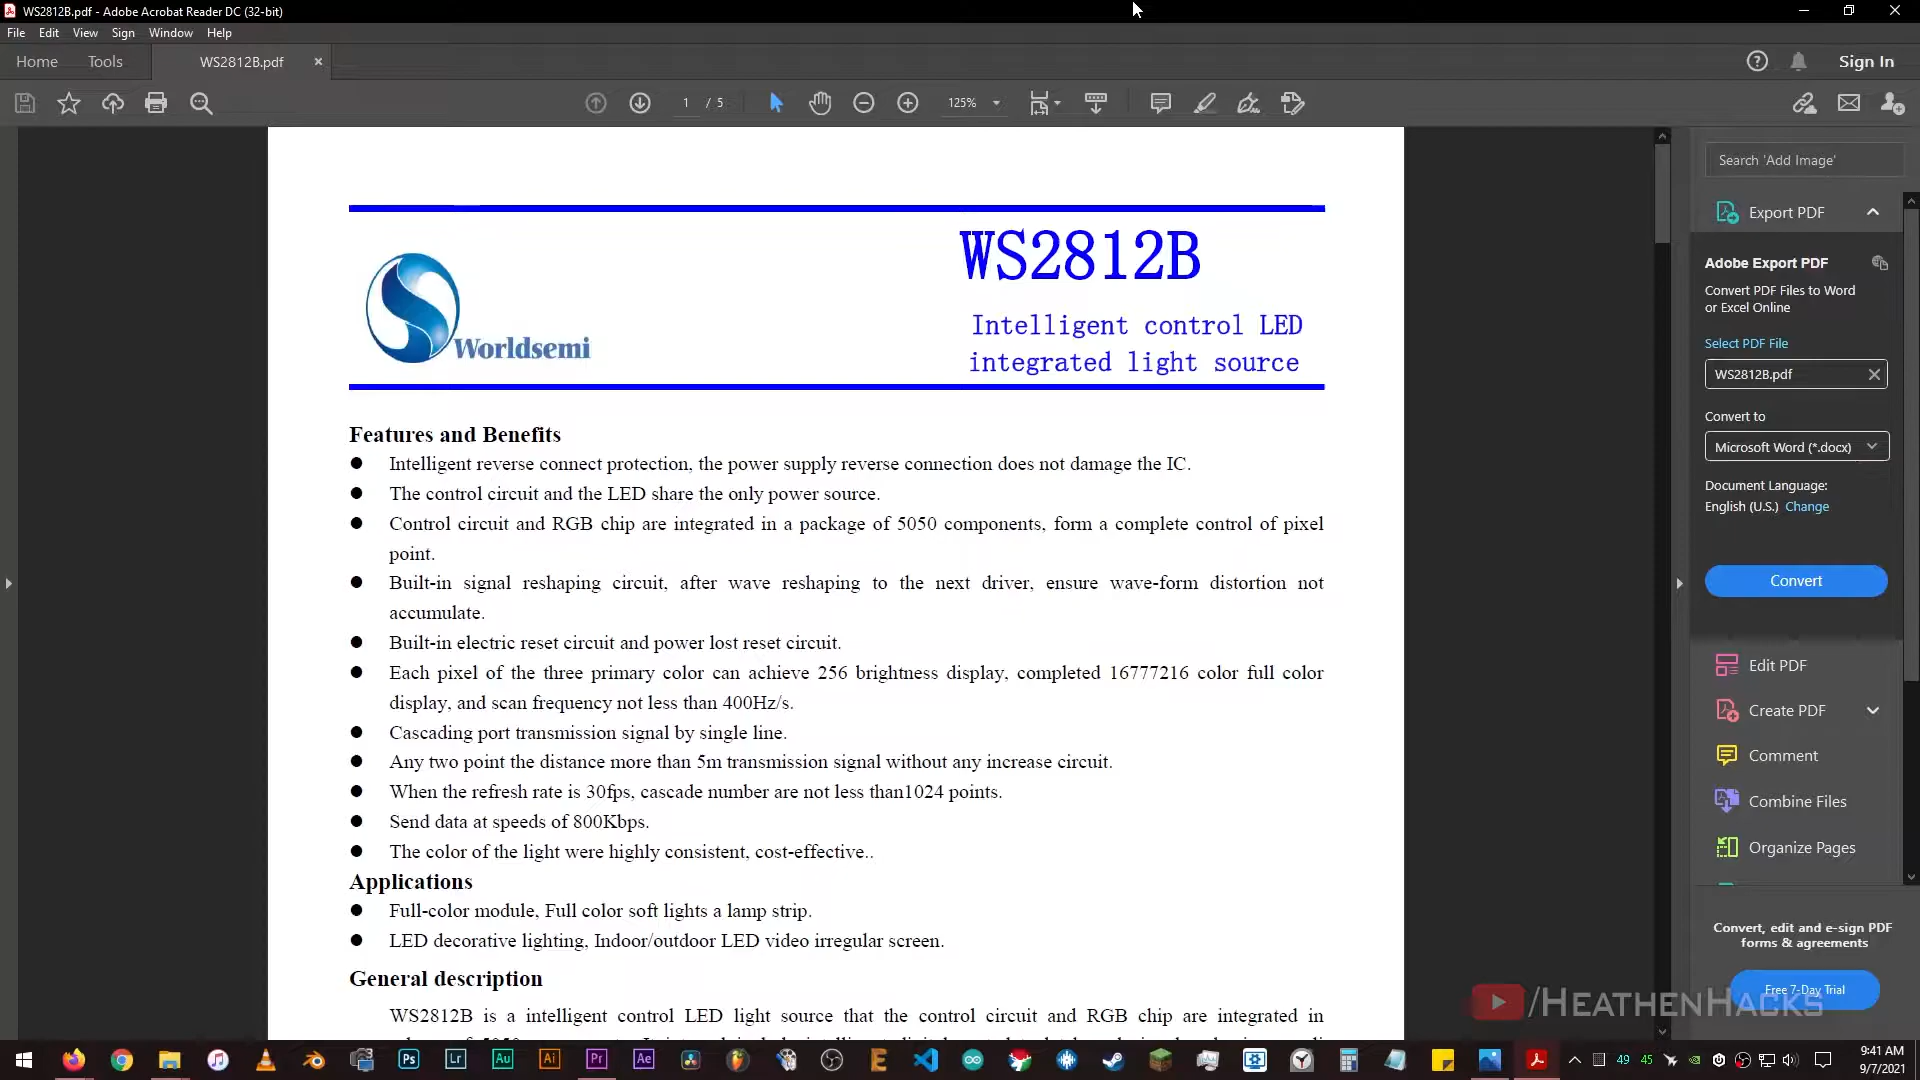 WS2812B.pdf - Adobe Acrobat Reader DC (32-bit)
File Edit View Sign Window Help
Home Tools WS2812B.pdf × Sign In
1 / 5 125%
Search 'Add Image'
Export PDF
Adobe Export PDF
Convert PDF Files to Word
or Excel Online
Select PDF File
WS2812B.pdf
Convert to
Microsoft Word (*.docx)
Document Language:
English (U.S.) Change
Convert
Edit PDF
Create PDF
Comment
Combine Files
Organize Pages
Convert, edit and e-sign PDF
forms & agreements
Free 7-Day Trial
Worldsemi
WS2812B
Intelligent control LED
integrated light source
Features and Benefits
● Intelligent reverse connect protection, the power supply reverse connection does not damage the IC.
● The control circuit and the LED share the only power source.
● Control circuit and RGB chip are integrated in a package of 5050 components, form a complete control of pixel
point.
● Built-in signal reshaping circuit, after wave reshaping to the next driver, ensure wave-form distortion not
accumulate.
● Built-in electric reset circuit and power lost reset circuit.
● Each pixel of the three primary color can achieve 256 brightness display, completed 16777216 color full color
display, and scan frequency not less than 400Hz/s.
● Cascading port transmission signal by single line.
● Any two point the distance more than 5m transmission signal without any increase circuit.
● When the refresh rate is 30fps, cascade number are not less than1024 points.
● Send data at speeds of 800Kbps.
● The color of the light were highly consistent, cost-effective..
Applications
● Full-color module, Full color soft lights a lamp strip.
● LED decorative lighting, Indoor/outdoor LED video irregular screen.
General description
WS2812B is a intelligent control LED light source that the control circuit and RGB chip are integrated in
/HEATHENHACKS
Ps Lr Au Ai Pr Ae
49 45
9:41 AM
9/7/2021